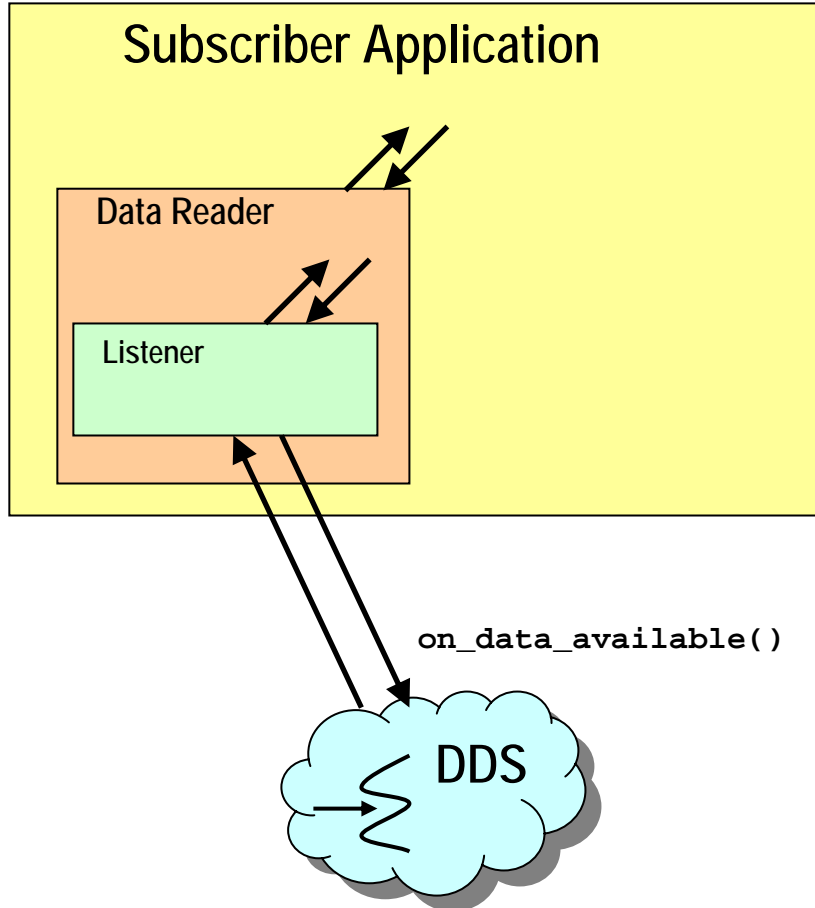 Subscriber Application
Data Reader
Listener
on_data_available()
DDS